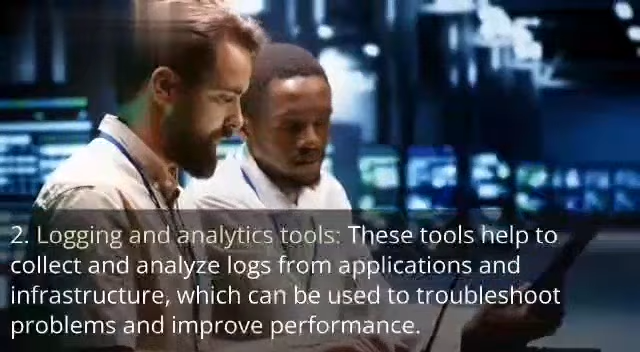 2. Logging and analytics tools: These tools help to
collect and analyze logs from applications and
infrastructure, which can be used to troubleshoot
problems and improve performance.